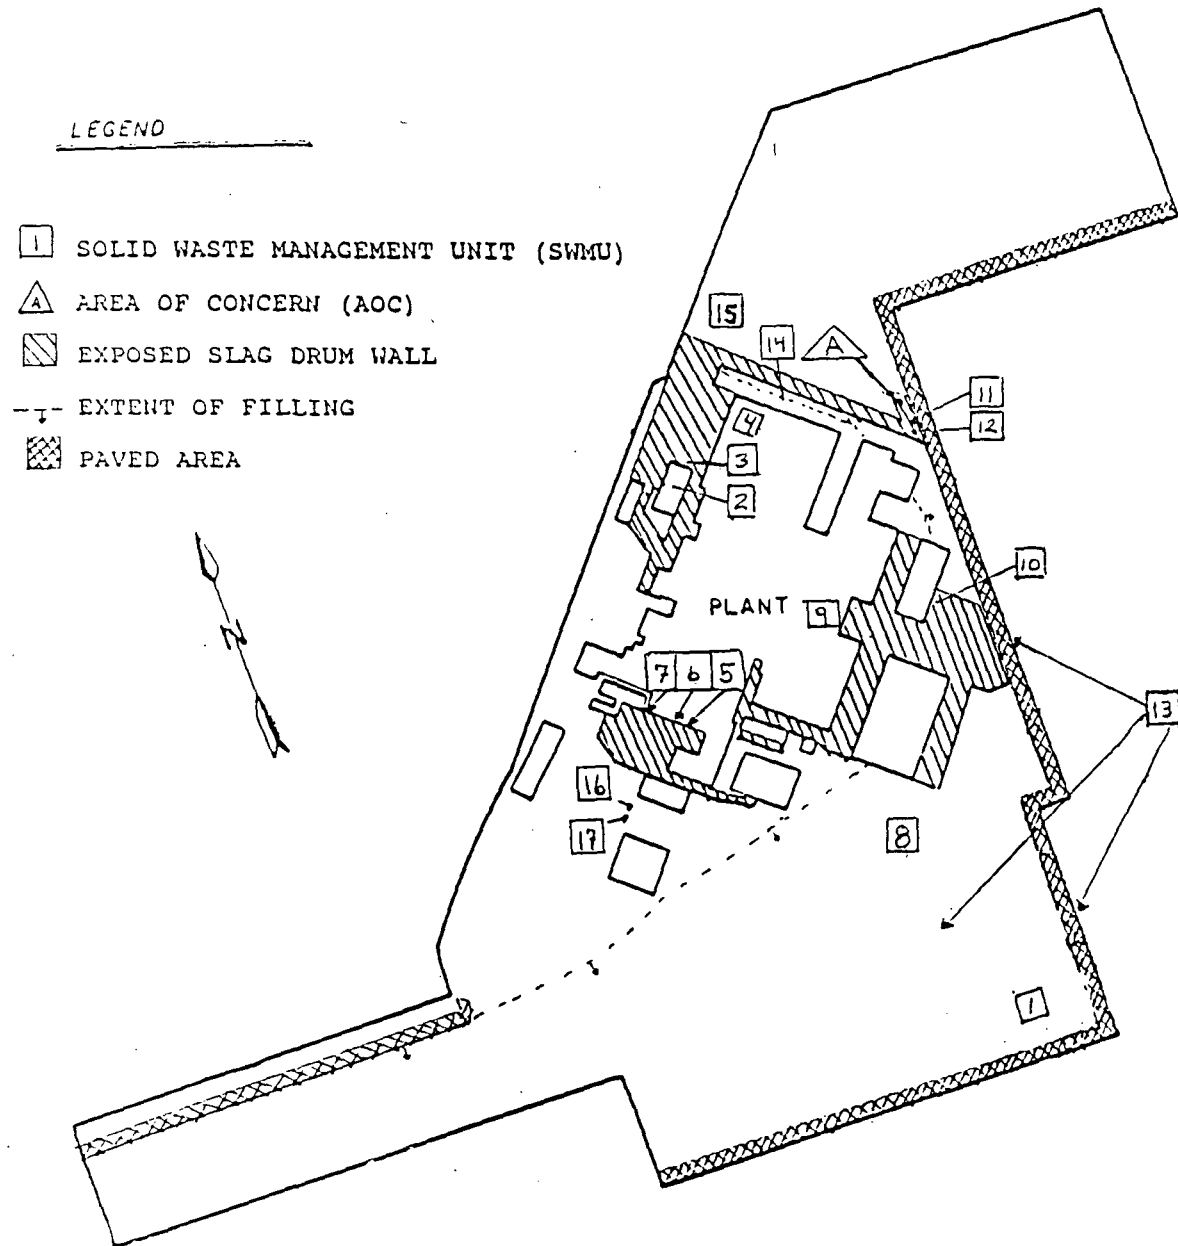 LEGEND
1 SOLID WASTE MANAGEMENT UNIT (SWMU)
A AREA OF CONCERN (AOC)
EXPOSED SLAG DRUM WALL
EXTENT OF FILLING
PAVED AREA
N
15
14
A
11
12
4
3
2
10
PLANT
9
7 6 5
13
16
17
8
1